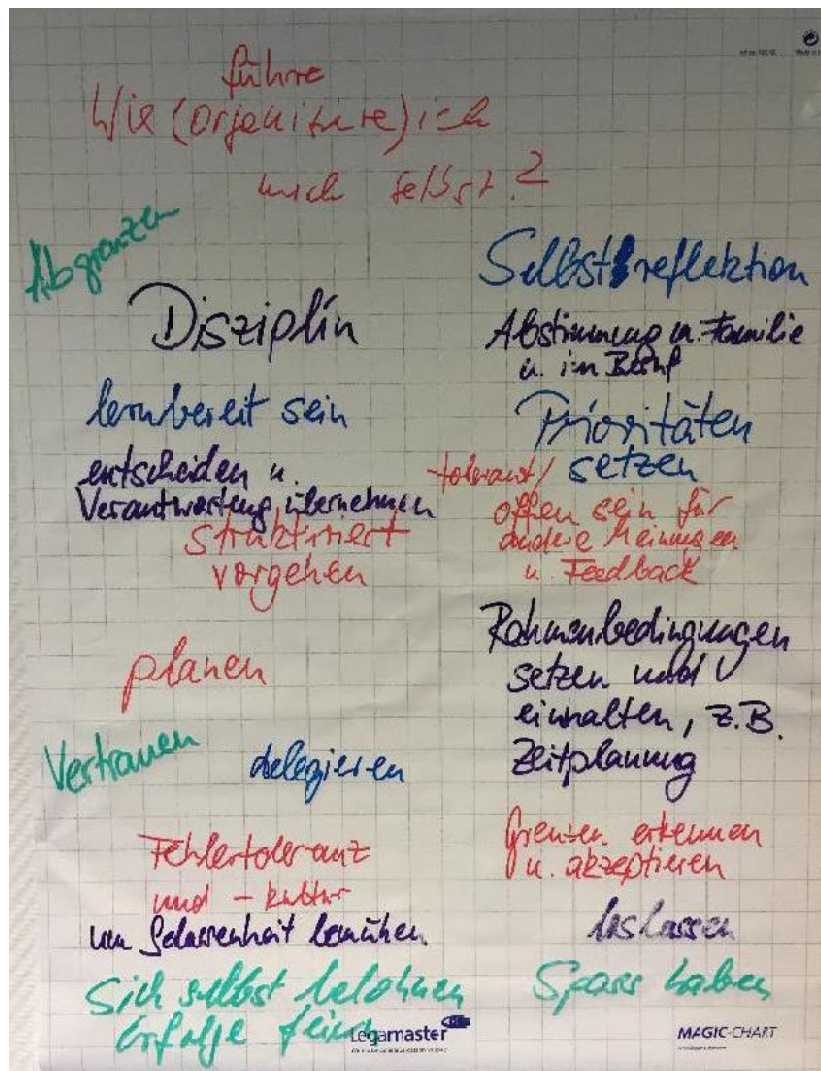 führe
Wie (organisiere) ich
mich selbst?
Abgrenzen
Disziplin
lernbereit sein
entscheiden u.
Verantwortung übernehmen
strukturiert
vorgehen
planen
Vertrauen
delegieren
Fehlertoleranz
und - kultur
um Gelassenheit bemühen
Sich selbst belohnen
Erfolge feiern
Selbstreflektion
Abstimmung in Familie
u. im Beruf
Prioritäten
setzen
-tolerant/
offen sein für
andere Meinungen
u. Feedback
Rahmenbedingungen
setzen und
einhalten, z.B.
Zeitplanung
Grenzen erkennen
u. akzeptieren
loslassen
Spass haben
Legamaster
MAGIC-CHART